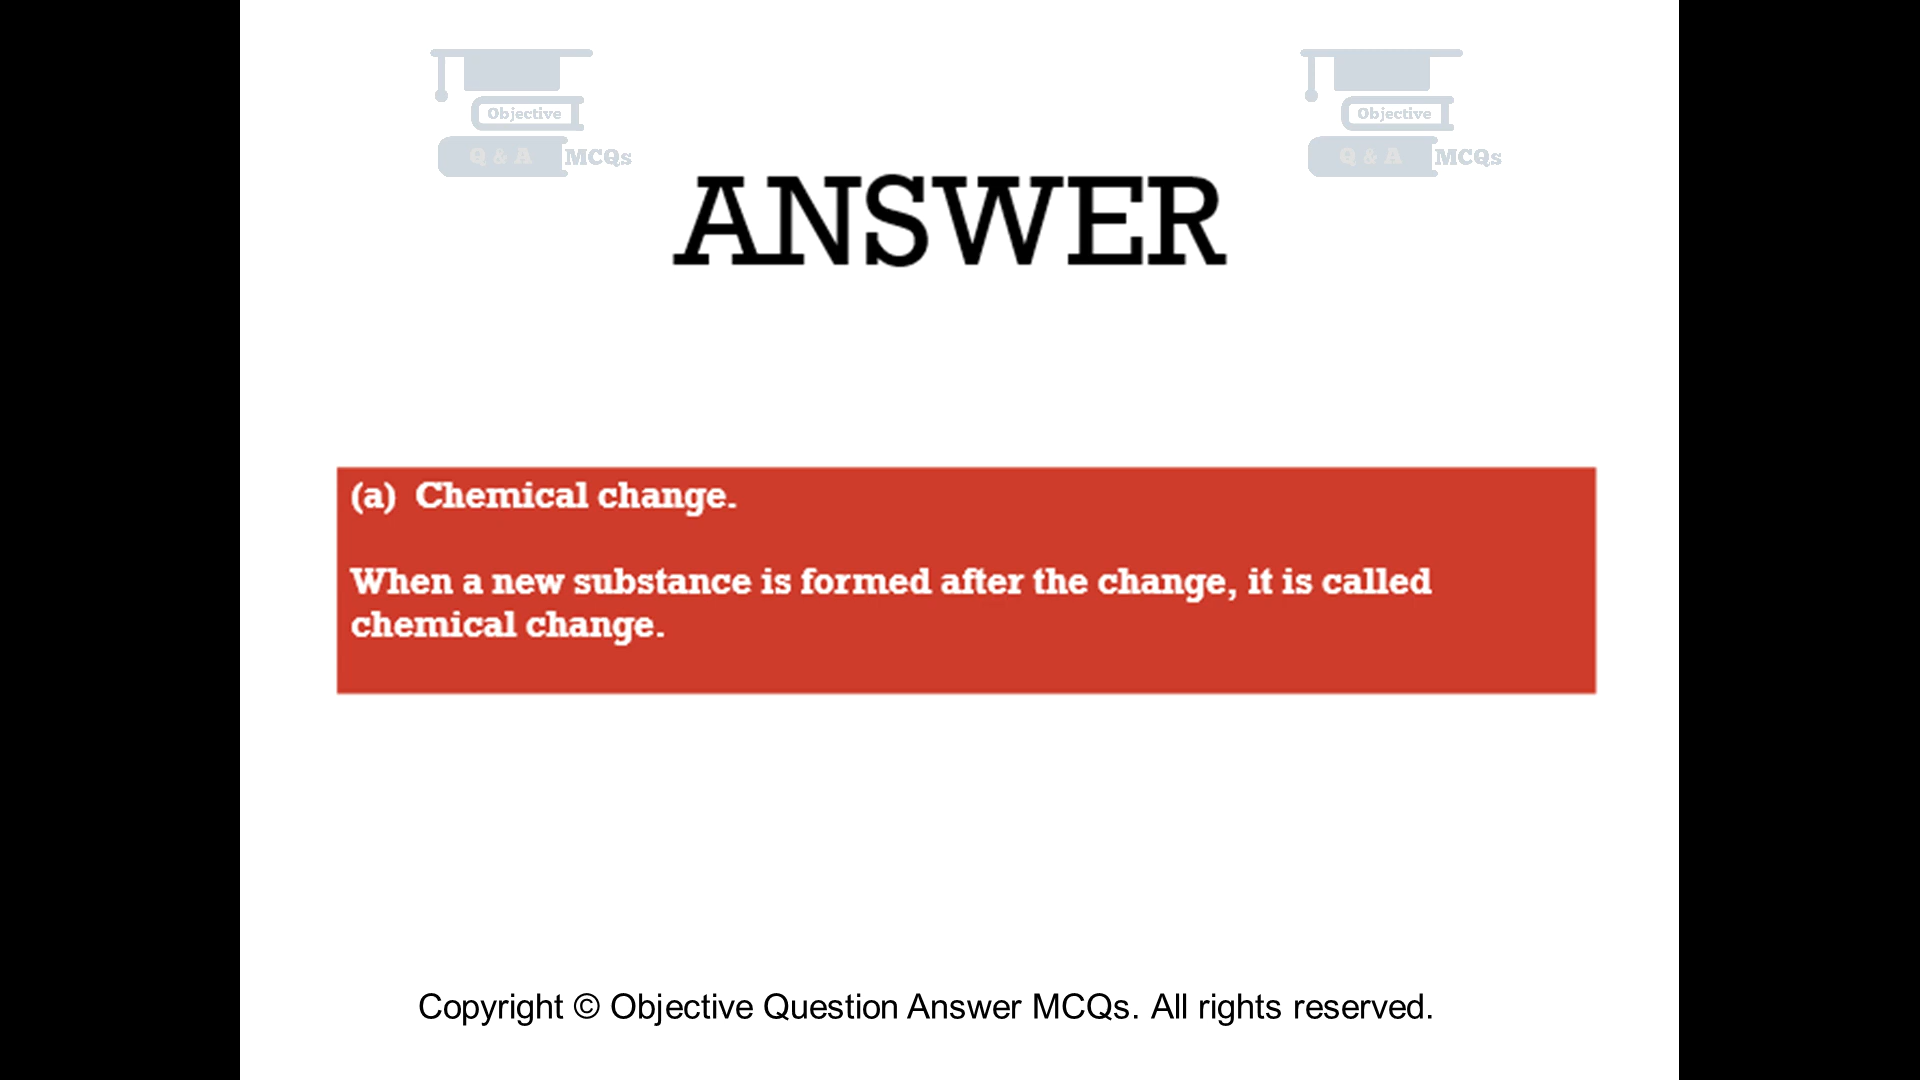 Objective
Q & A MCQs
Objective
Q & A MCQs
ANSWER
(a) Chemical change.
When a new substance is formed after the change, it is called
chemical change.
Copyright © Objective Question Answer MCQs. All rights reserved.